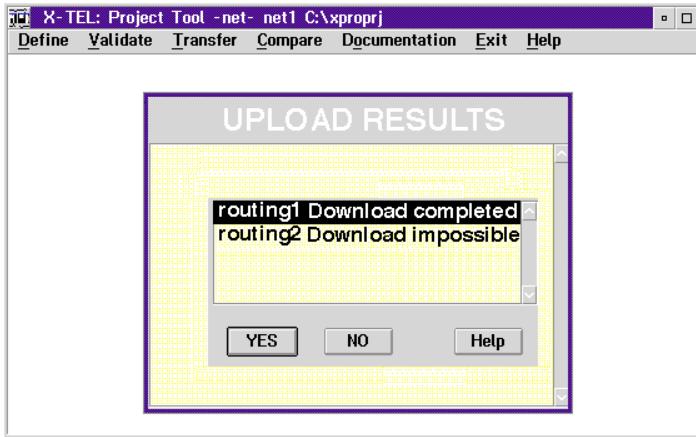 X-TEL: Project Tool -net- net1 C:\xproprj
Define Validate Transfer Compare Documentation Exit Help
UPLOAD RESULTS
routing1 Download completed
routing2 Download impossible
YES NO Help